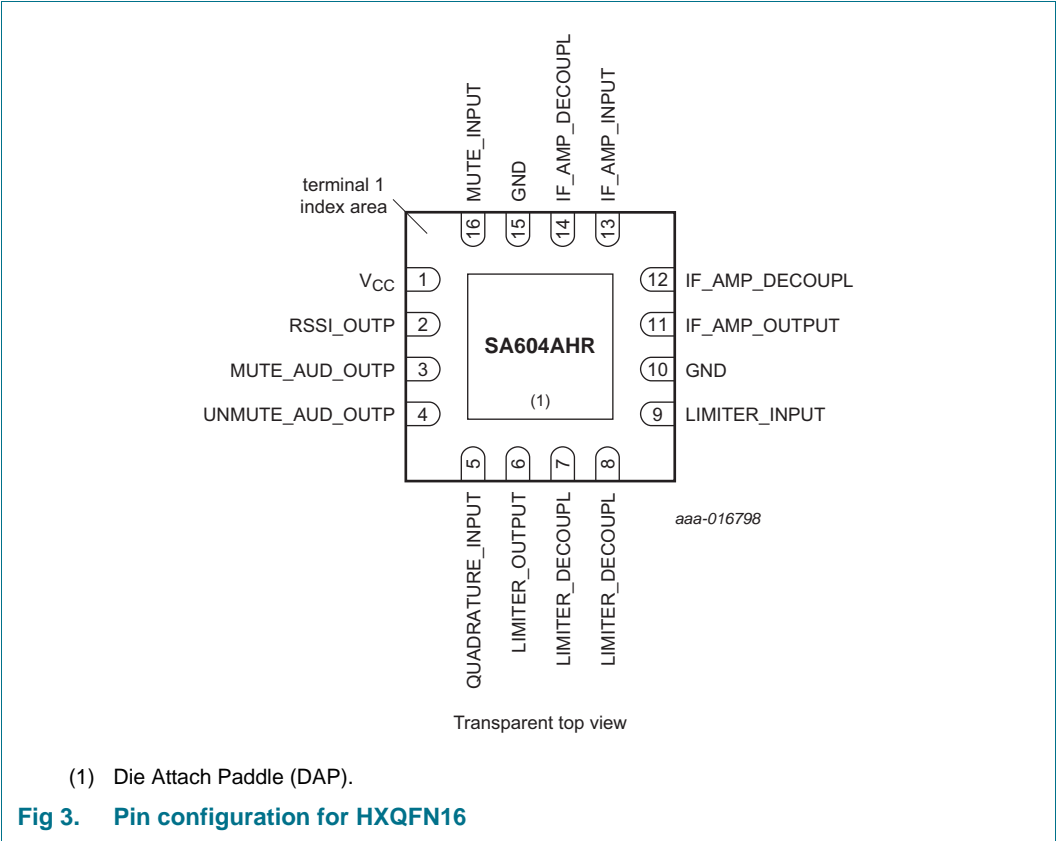 MUTE_INPUT
GND
IF_AMP_DECOUPL
IF_AMP_INPUT
terminal 1
index area
16
15
14
13
VCC 1
12 IF_AMP_DECOUPL
RSSI_OUTP 2
11 IF_AMP_OUTPUT
SA604AHR
MUTE_AUD_OUTP 3
10 GND
(1)
UNMUTE_AUD_OUTP 4
9 LIMITER_INPUT
5
6
7
8
QUADRATURE_INPUT
LIMITER_OUTPUT
LIMITER_DECOUPL
LIMITER_DECOUPL
aaa-016798
Transparent top view
(1) Die Attach Paddle (DAP).
Fig 3. Pin configuration for HXQFN16